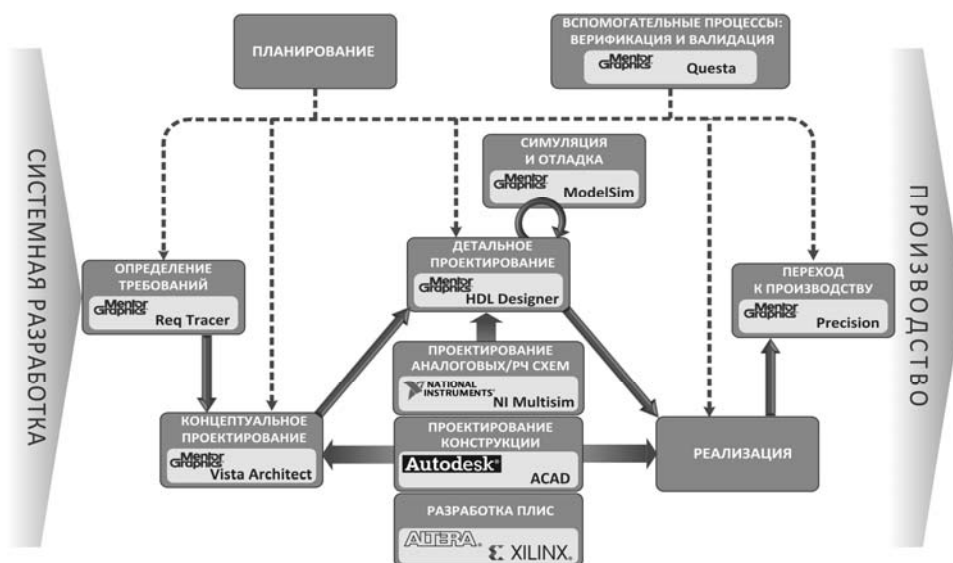 ПЛАНИРОВАНИЕ
ВСПОМОГАТЕЛЬНЫЕ ПРОЦЕССЫ:
ВЕРИФИКАЦИЯ И ВАЛИДАЦИЯ
Mentor
Graphics
Questa
СИСТЕМНАЯ РАЗРАБОТКА
СИМУЛЯЦИЯ
И ОТЛАДКА
Mentor
Graphics
ModelSim
ПРОИЗВОДСТВО
ОПРЕДЕЛЕНИЕ
ТРЕБОВАНИЙ
Mentor
Graphics
Req Tracer
ДЕТАЛЬНОЕ
ПРОЕКТИРОВАНИЕ
Mentor
Graphics
HDL Designer
ПЕРЕХОД
К ПРОИЗВОДСТВУ
Mentor
Graphics
Precision
ПРОЕКТИРОВАНИЕ
АНАЛОГОВЫХ/РЧ СХЕМ
NATIONAL
INSTRUMENTS
NI Multisim
КОНЦЕПТУАЛЬНОЕ
ПРОЕКТИРОВАНИЕ
Mentor
Graphics
Vista Architect
ПРОЕКТИРОВАНИЕ
КОНСТРУКЦИИ
Autodesk®
ACAD
РЕАЛИЗАЦИЯ
РАЗРАБОТКА ПЛИС
ALTERA®
XILINX®